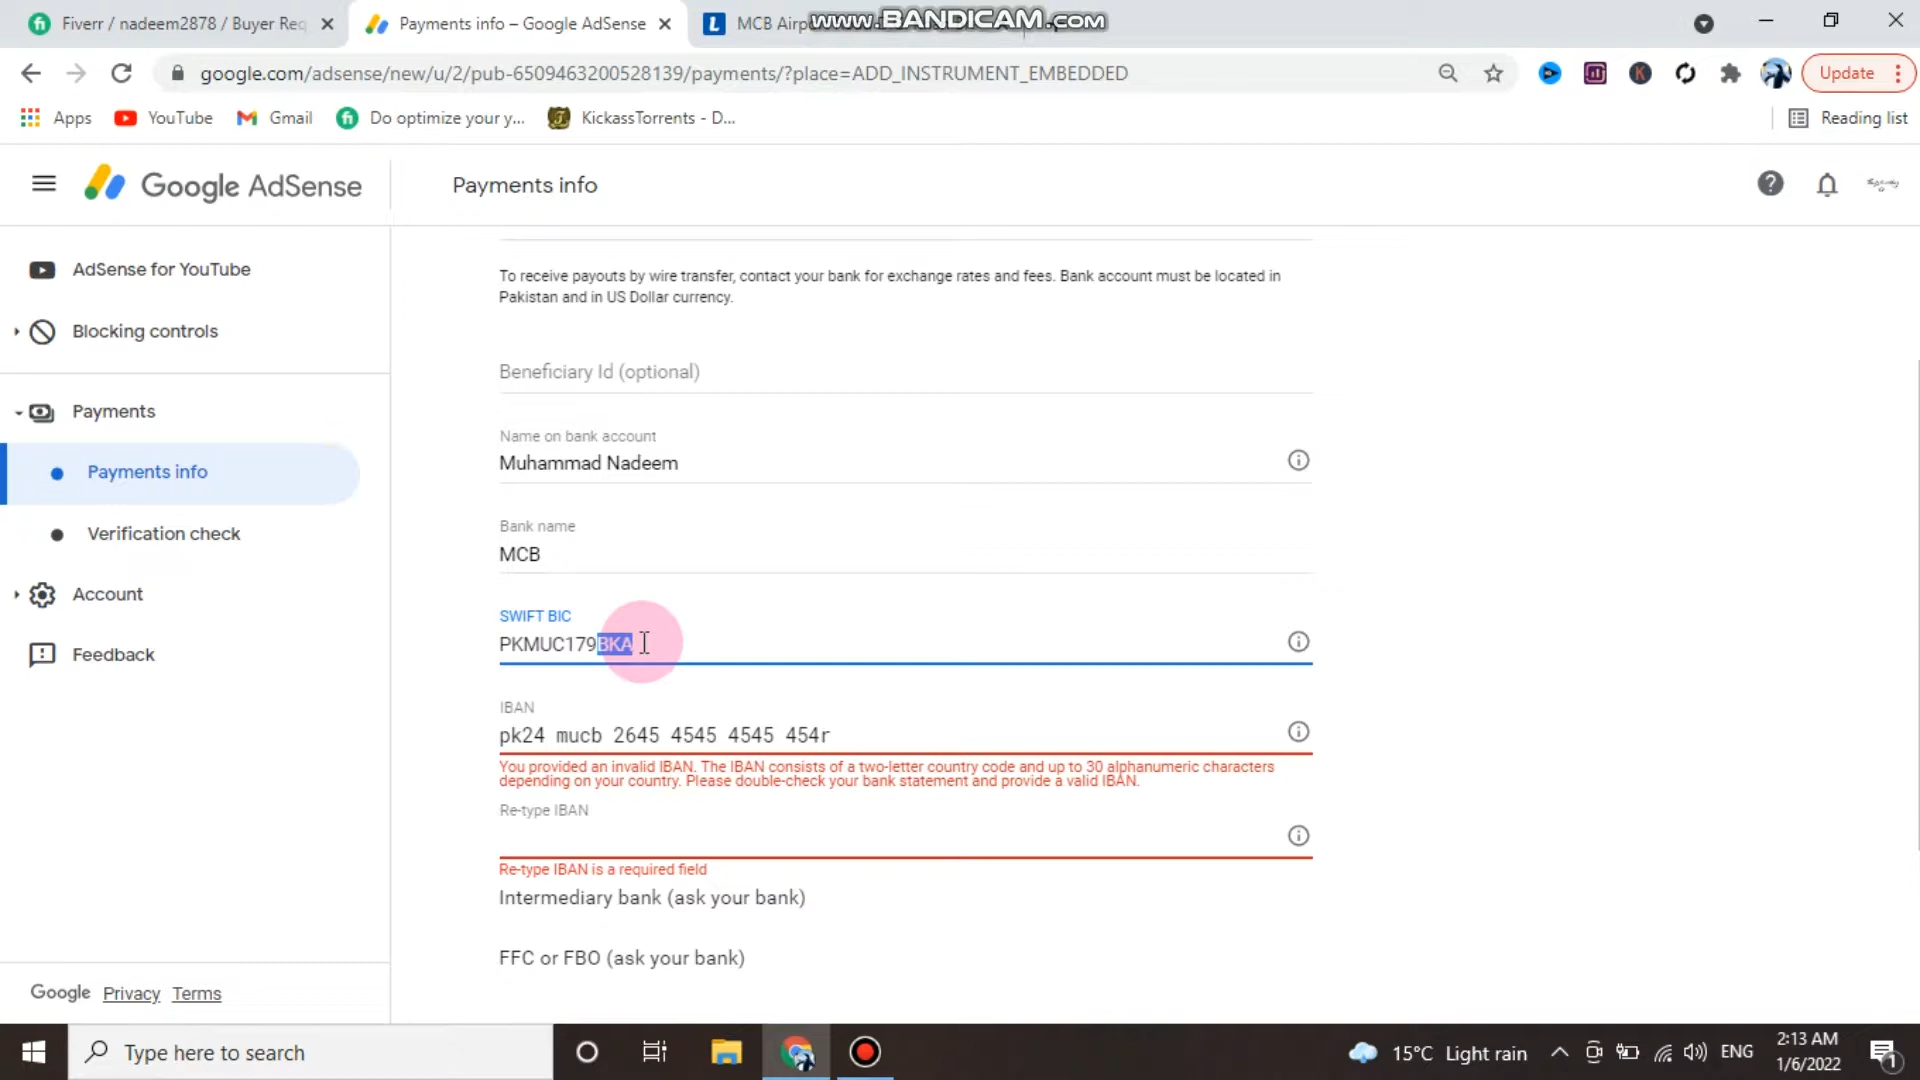 Fiverr / nadeem2878 / Buyer Req
Payments info – Google AdSense
MCB Airp
www.BANDICAM.com
google.com/adsense/new/u/2/pub-6509463200528139/payments/?place=ADD_INSTRUMENT_EMBEDDED
Update
Apps
YouTube
Gmail
Do optimize your y...
KickassTorrents - D...
Reading list
Google AdSense
Payments info
AdSense for YouTube
Blocking controls
Payments
Payments info
Verification check
Account
Feedback
Google Privacy Terms
To receive payouts by wire transfer, contact your bank for exchange rates and fees. Bank account must be located in
Pakistan and in US Dollar currency.
Beneficiary Id (optional)
Name on bank account
Muhammad Nadeem
Bank name
MCB
SWIFT BIC
PKMUC179BKA
IBAN
pk24 mucb 2645 4545 4545 454r
You provided an invalid IBAN. The IBAN consists of a two-letter country code and up to 30 alphanumeric characters
depending on your country. Please double-check your bank statement and provide a valid IBAN.
Re-type IBAN
Re-type IBAN is a required field
Intermediary bank (ask your bank)
FFC or FBO (ask your bank)
Type here to search
15°C Light rain
ENG
2:13 AM
1/6/2022
1